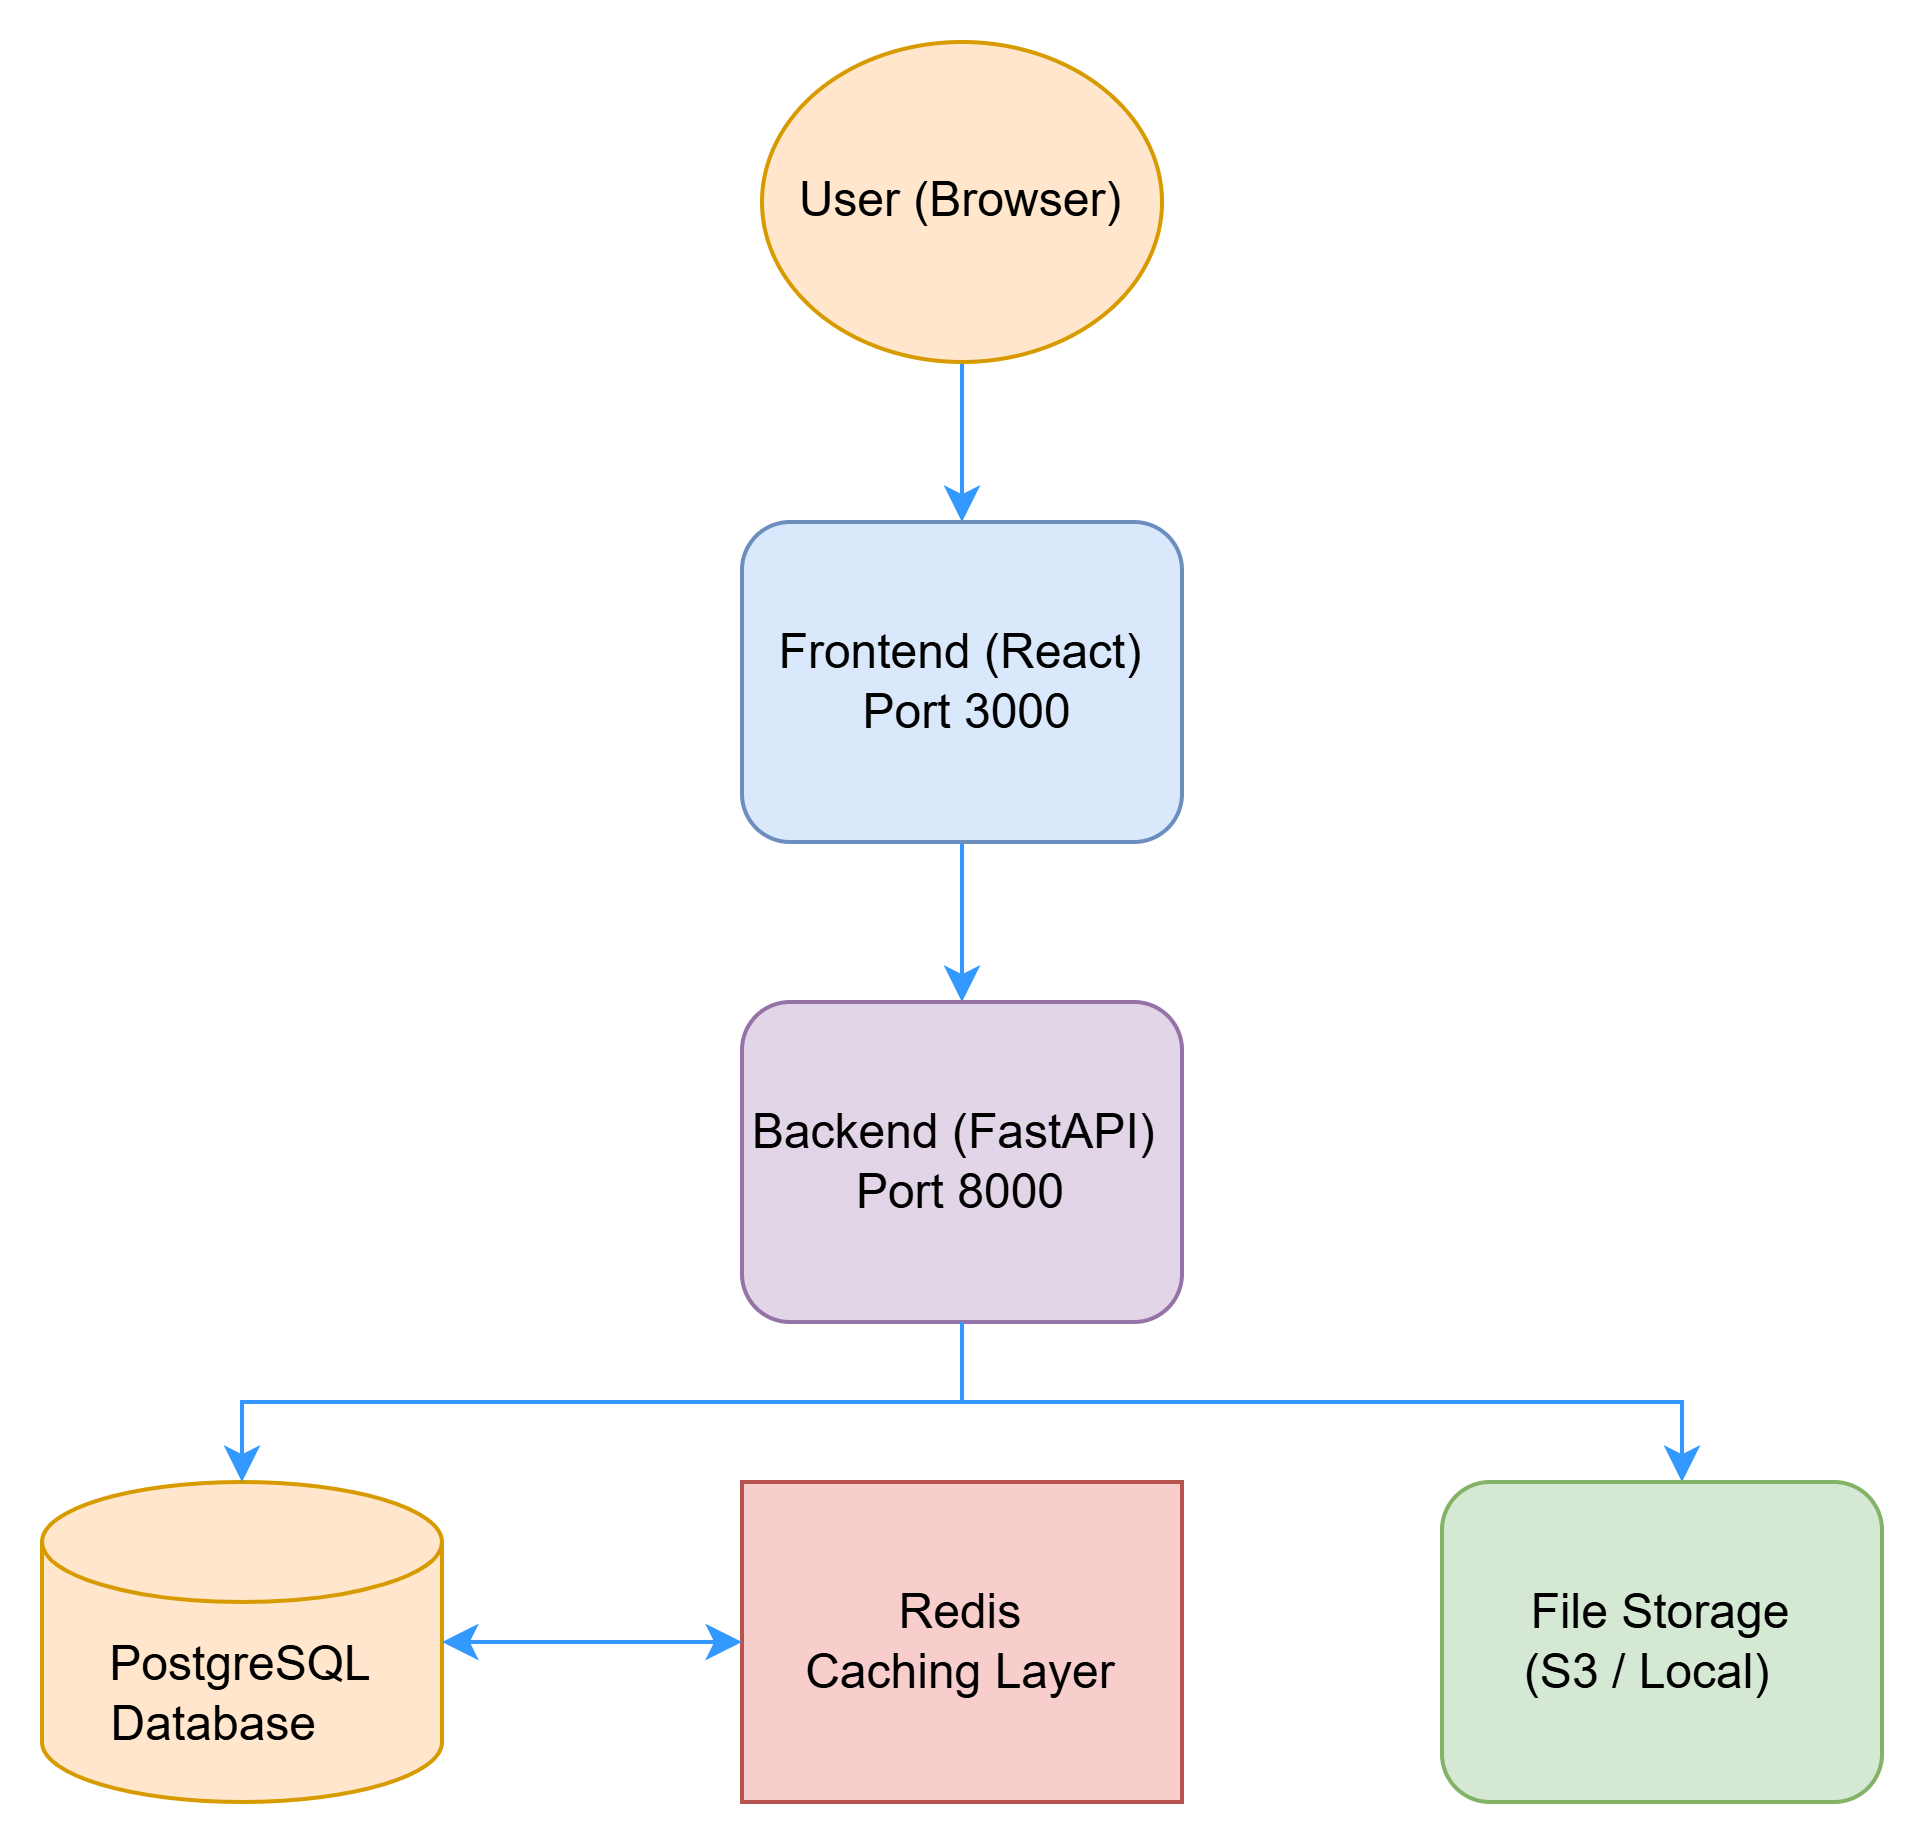 User (Browser)
Frontend (React)
Port 3000
Backend (FastAPI)
Port 8000
PostgreSQL
Database
Redis
Caching Layer
File Storage
(S3 / Local)